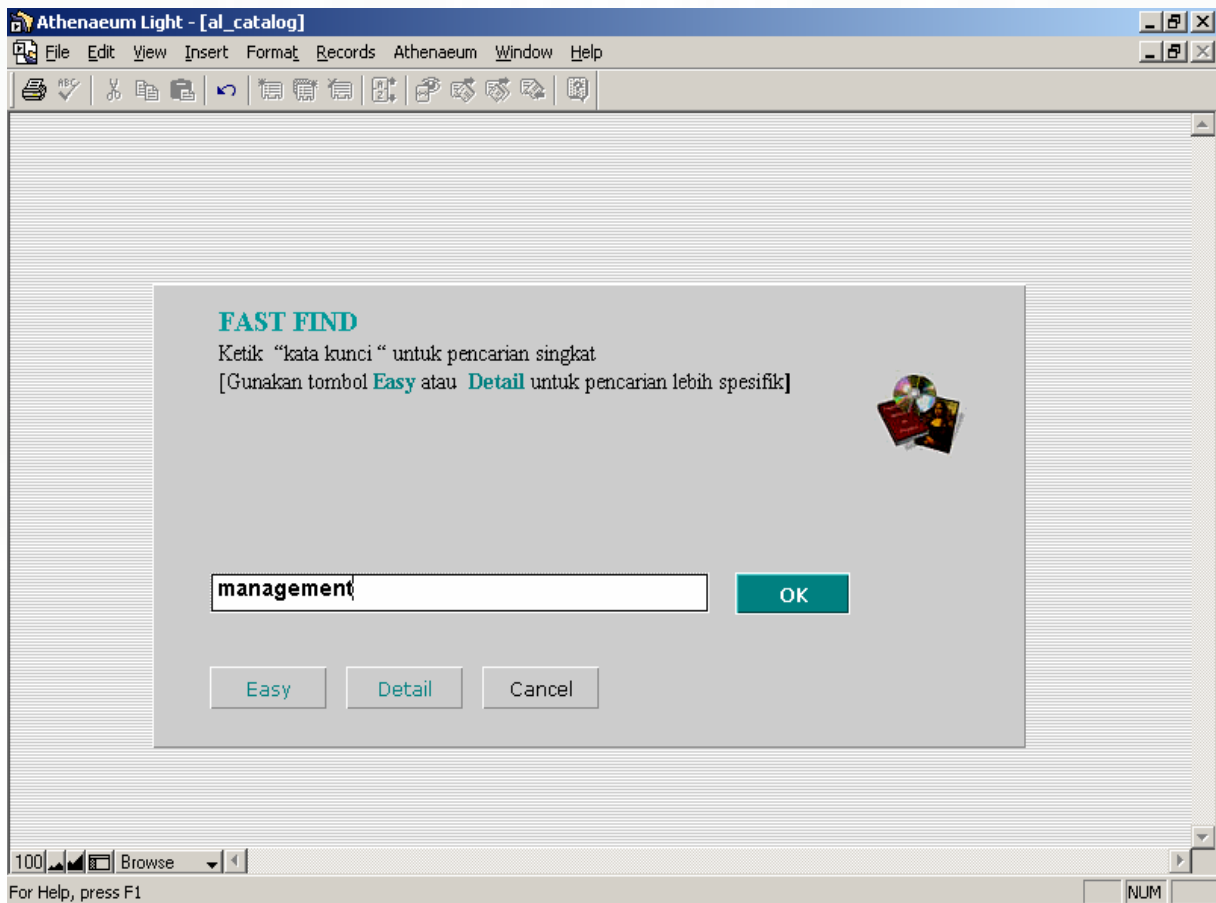 Athenaeum Light - [al_catalog]
File Edit View Insert Format Records Athenaeum Window Help
FAST FIND
Ketik “kata kunci “ untuk pencarian singkat
[Gunakan tombol Easy atau Detail untuk pencarian lebih spesifik]
management
OK
Easy Detail Cancel
100 Browse
For Help, press F1 NUM